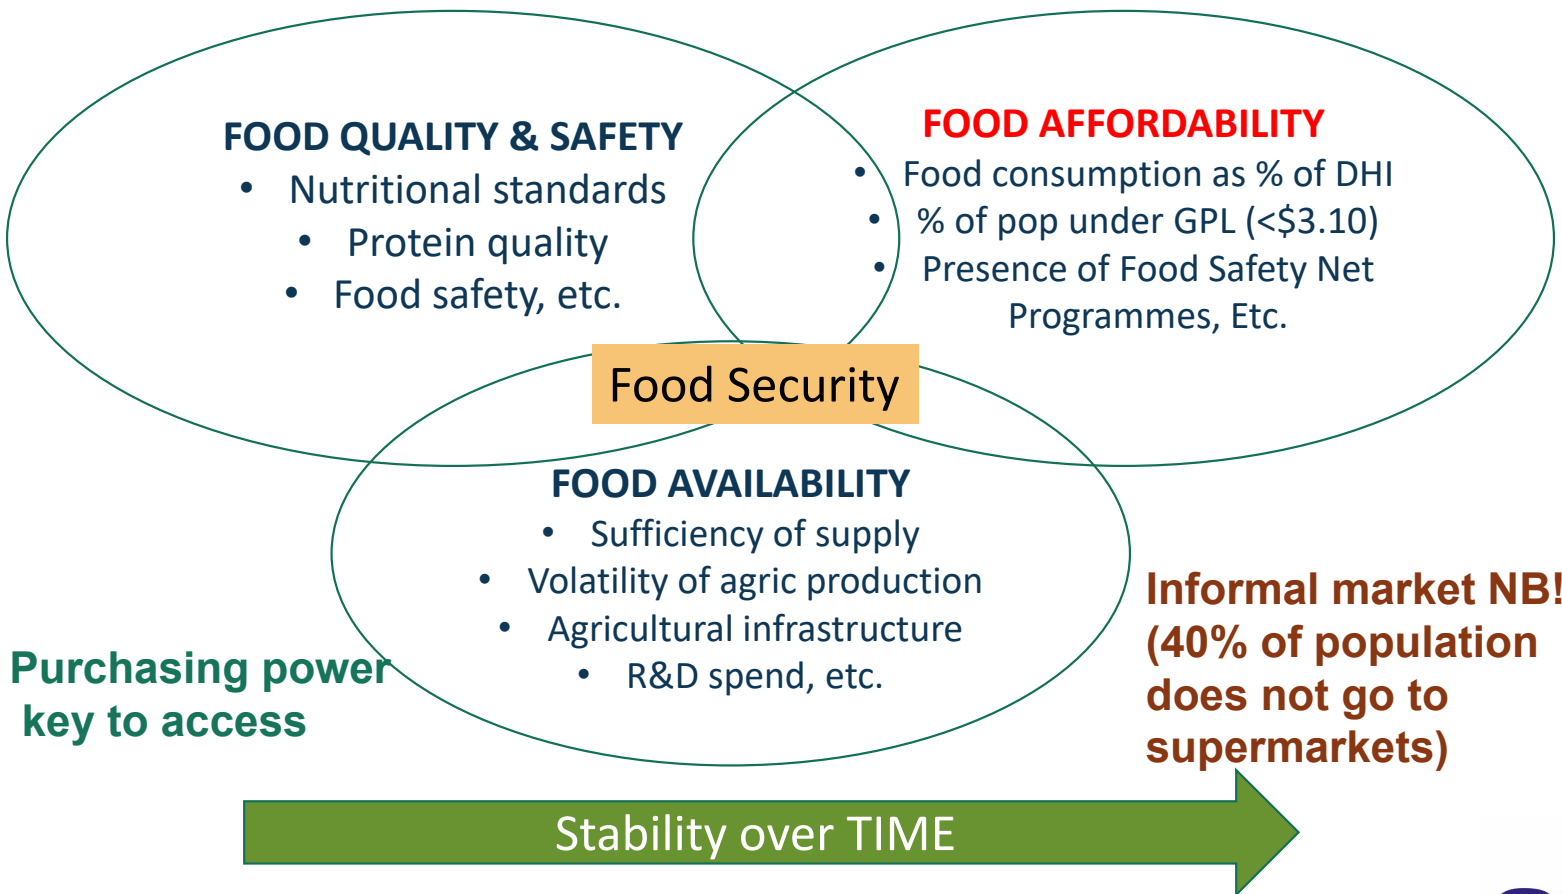 FOOD QUALITY & SAFETY
• Nutritional standards
• Protein quality
• Food safety, etc.
FOOD AFFORDABILITY
• Food consumption as % of DHI
• % of pop under GPL (<$3.10)
• Presence of Food Safety Net
Programmes, Etc.
Food Security
FOOD AVAILABILITY
• Sufficiency of supply
• Volatility of agric production
• Agricultural infrastructure
• R&D spend, etc.
Purchasing power
key to access
Informal market NB!
(40% of population
does not go to
supermarkets)
Stability over TIME